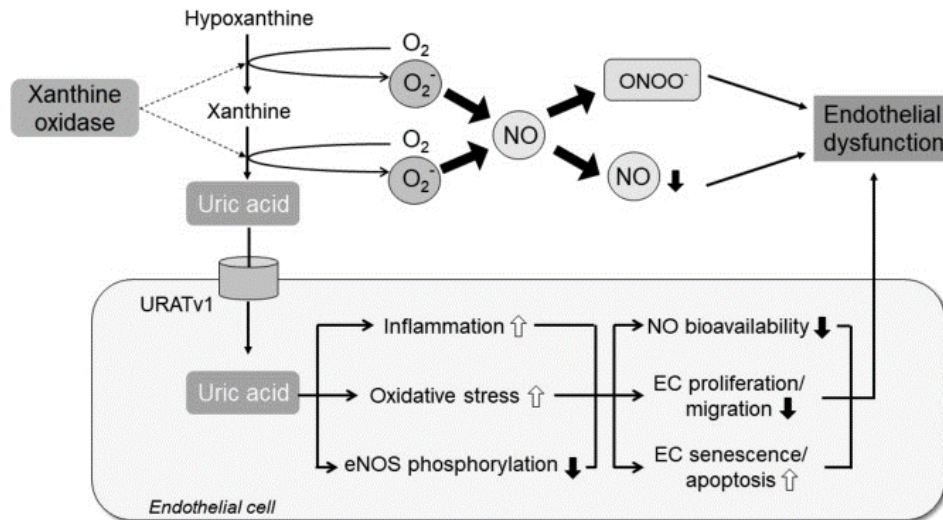 Hypoxanthine
O₂
O₂⁻
Xanthine
oxidase
Xanthine
O₂
O₂⁻
Uric acid
NO
ONOO⁻
NO
Endothelial
dysfunction
URATv1
Uric acid
Inflammation
Oxidative stress
eNOS phosphorylation
NO bioavailability
EC proliferation/
migration
EC senescence/
apoptosis
Endothelial cell